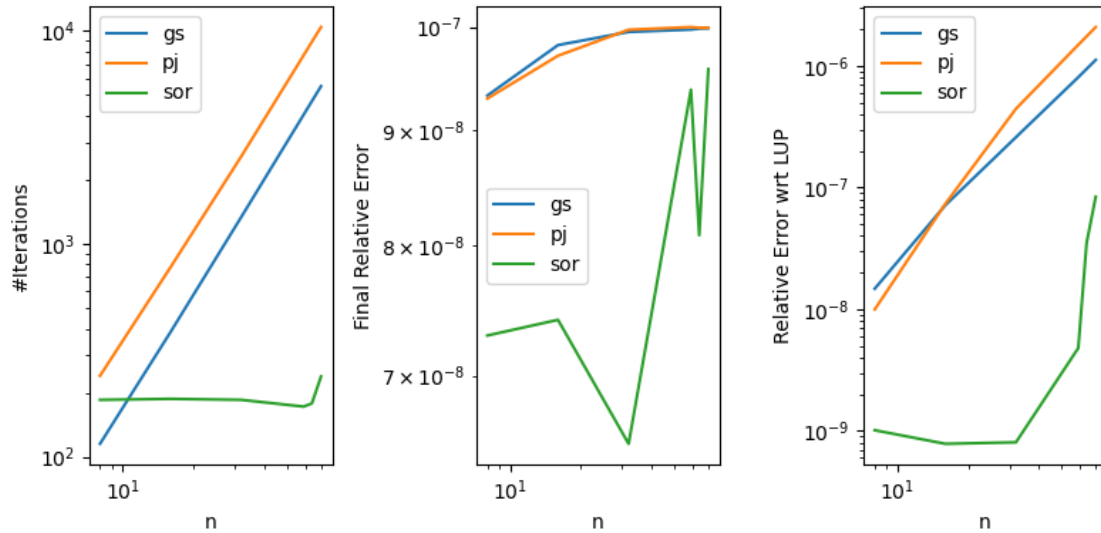 #Iterations
10^4
10^3
10^2
10^1
n
gs
pj
sor
Final Relative Error
10^-7
9 × 10^-8
8 × 10^-8
7 × 10^-8
10^1
n
gs
pj
sor
Relative Error wrt LUP
10^-6
10^-7
10^-8
10^-9
10^1
n
gs
pj
sor